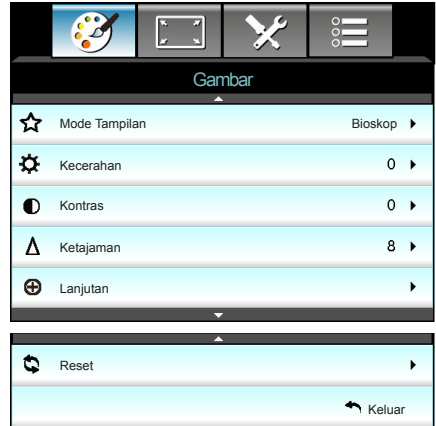 Gambar
Mode Tampilan Bioskop
Kecerahan 0
Kontras 0
Ketajaman 8
Lanjutan
Reset
Keluar